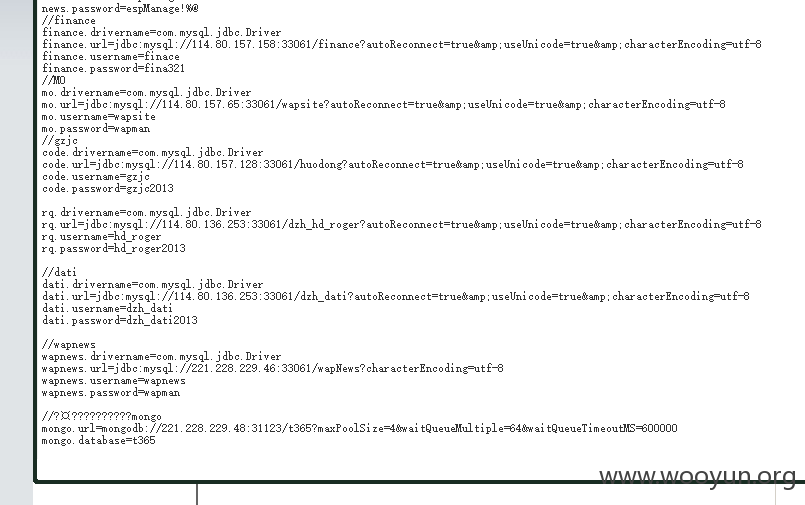 news.password=espManage!%@
//finance
finance.drivername=com.mysql.jdbc.Driver
finance.url=jdbc:mysql://114.80.157.158:33061/finance?autoReconnect=true&amp;useUnicode=true&amp;characterEncoding=utf-8
finance.username=finace
finance.password=fina321
//MO
mo.drivername=com.mysql.jdbc.Driver
mo.url=jdbc:mysql://114.80.157.65:33061/wapsite?autoReconnect=true&amp;useUnicode=true&amp;characterEncoding=utf-8
mo.username=wapsite
mo.password=wapman
//gzjc
code.drivername=com.mysql.jdbc.Driver
code.url=jdbc:mysql://114.80.157.128:33061/huodong?autoReconnect=true&amp;useUnicode=true&amp;characterEncoding=utf-8
code.username=gzjc
code.password=gzjc2013
rq.drivername=com.mysql.jdbc.Driver
rq.url=jdbc:mysql://114.80.136.253:33061/dzh_hd_roger?autoReconnect=true&amp;useUnicode=true&amp;characterEncoding=utf-8
rq.username=hd_roger
rq.password=hd_roger2013
//dati
dati.drivername=com.mysql.jdbc.Driver
dati.url=jdbc:mysql://114.80.136.253:33061/dzh_dati?autoReconnect=true&amp;useUnicode=true&amp;characterEncoding=utf-8
dati.username=dzh_dati
dati.password=dzh_dati2013
//wapnews
wapnews.drivername=com.mysql.jdbc.Driver
wapnews.url=jdbc:mysql://221.228.229.46:33061/wapNews?characterEncoding=utf-8
wapnews.username=wapnews
wapnews.password=wapman
//?¤??????????mongo
mongo.url=mongodb://221.228.229.48:31123/t365?maxPoolSize=4&waitQueueMultiple=64&waitQueueTimeoutMS=600000
mongo.database=t365
www.wooyun.org